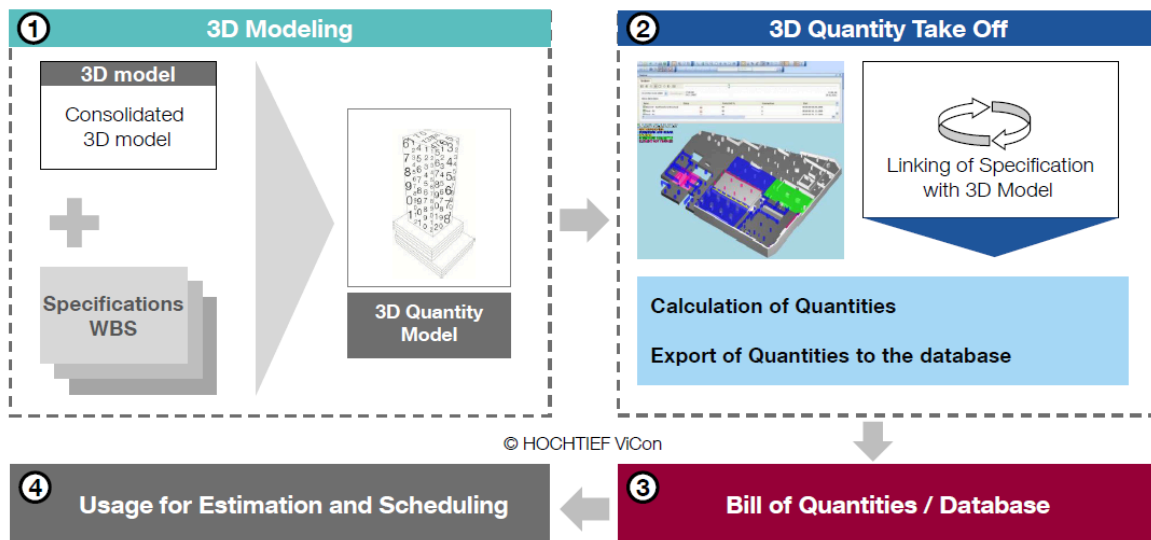 1
3D Modeling
3D model
Consolidated
3D model
Specifications
WBS
3D Quantity
Model
2
3D Quantity Take Off
Linking of Specification
with 3D Model
Calculation of Quantities
Export of Quantities to the database
© HOCHTIEF ViCon
4
Usage for Estimation and Scheduling
3
Bill of Quantities / Database